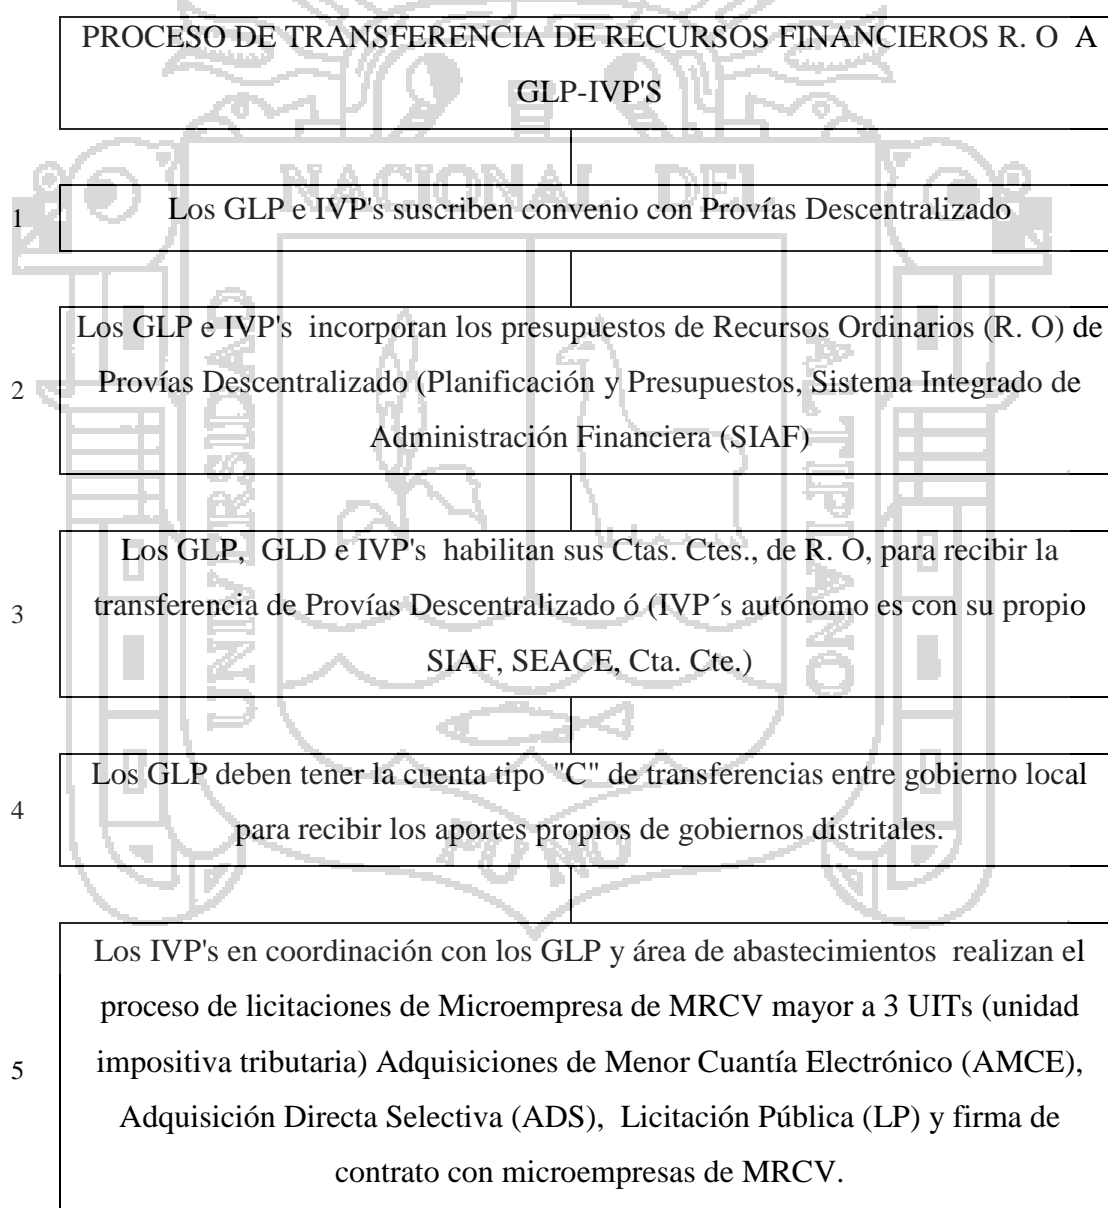 PROCESO DE TRANSFERENCIA DE RECURSOS FINANCIEROS R. O A
GLP-IVP'S
NACIONAL DEL
1 Los GLP e IVP's suscriben convenio con Provías Descentralizado
UNIVERSIDAD
ALTIPLANO
Los GLP e IVP's incorporan los presupuestos de Recursos Ordinarios (R. O) de
2 Provías Descentralizado (Planificación y Presupuestos, Sistema Integrado de
Administración Financiera (SIAF)
Los GLP, GLD e IVP's habilitan sus Ctas. Ctes., de R. O, para recibir la
3 transferencia de Provías Descentralizado ó (IVP´s autónomo es con su propio
SIAF, SEACE, Cta. Cte.)
4 Los GLP deben tener la cuenta tipo "C" de transferencias entre gobierno local
para recibir los aportes propios de gobiernos distritales.
PUNO
Los IVP's en coordinación con los GLP y área de abastecimientos realizan el
proceso de licitaciones de Microempresa de MRCV mayor a 3 UITs (unidad
5 impositiva tributaria) Adquisiciones de Menor Cuantía Electrónico (AMCE),
Adquisición Directa Selectiva (ADS), Licitación Pública (LP) y firma de
contrato con microempresas de MRCV.